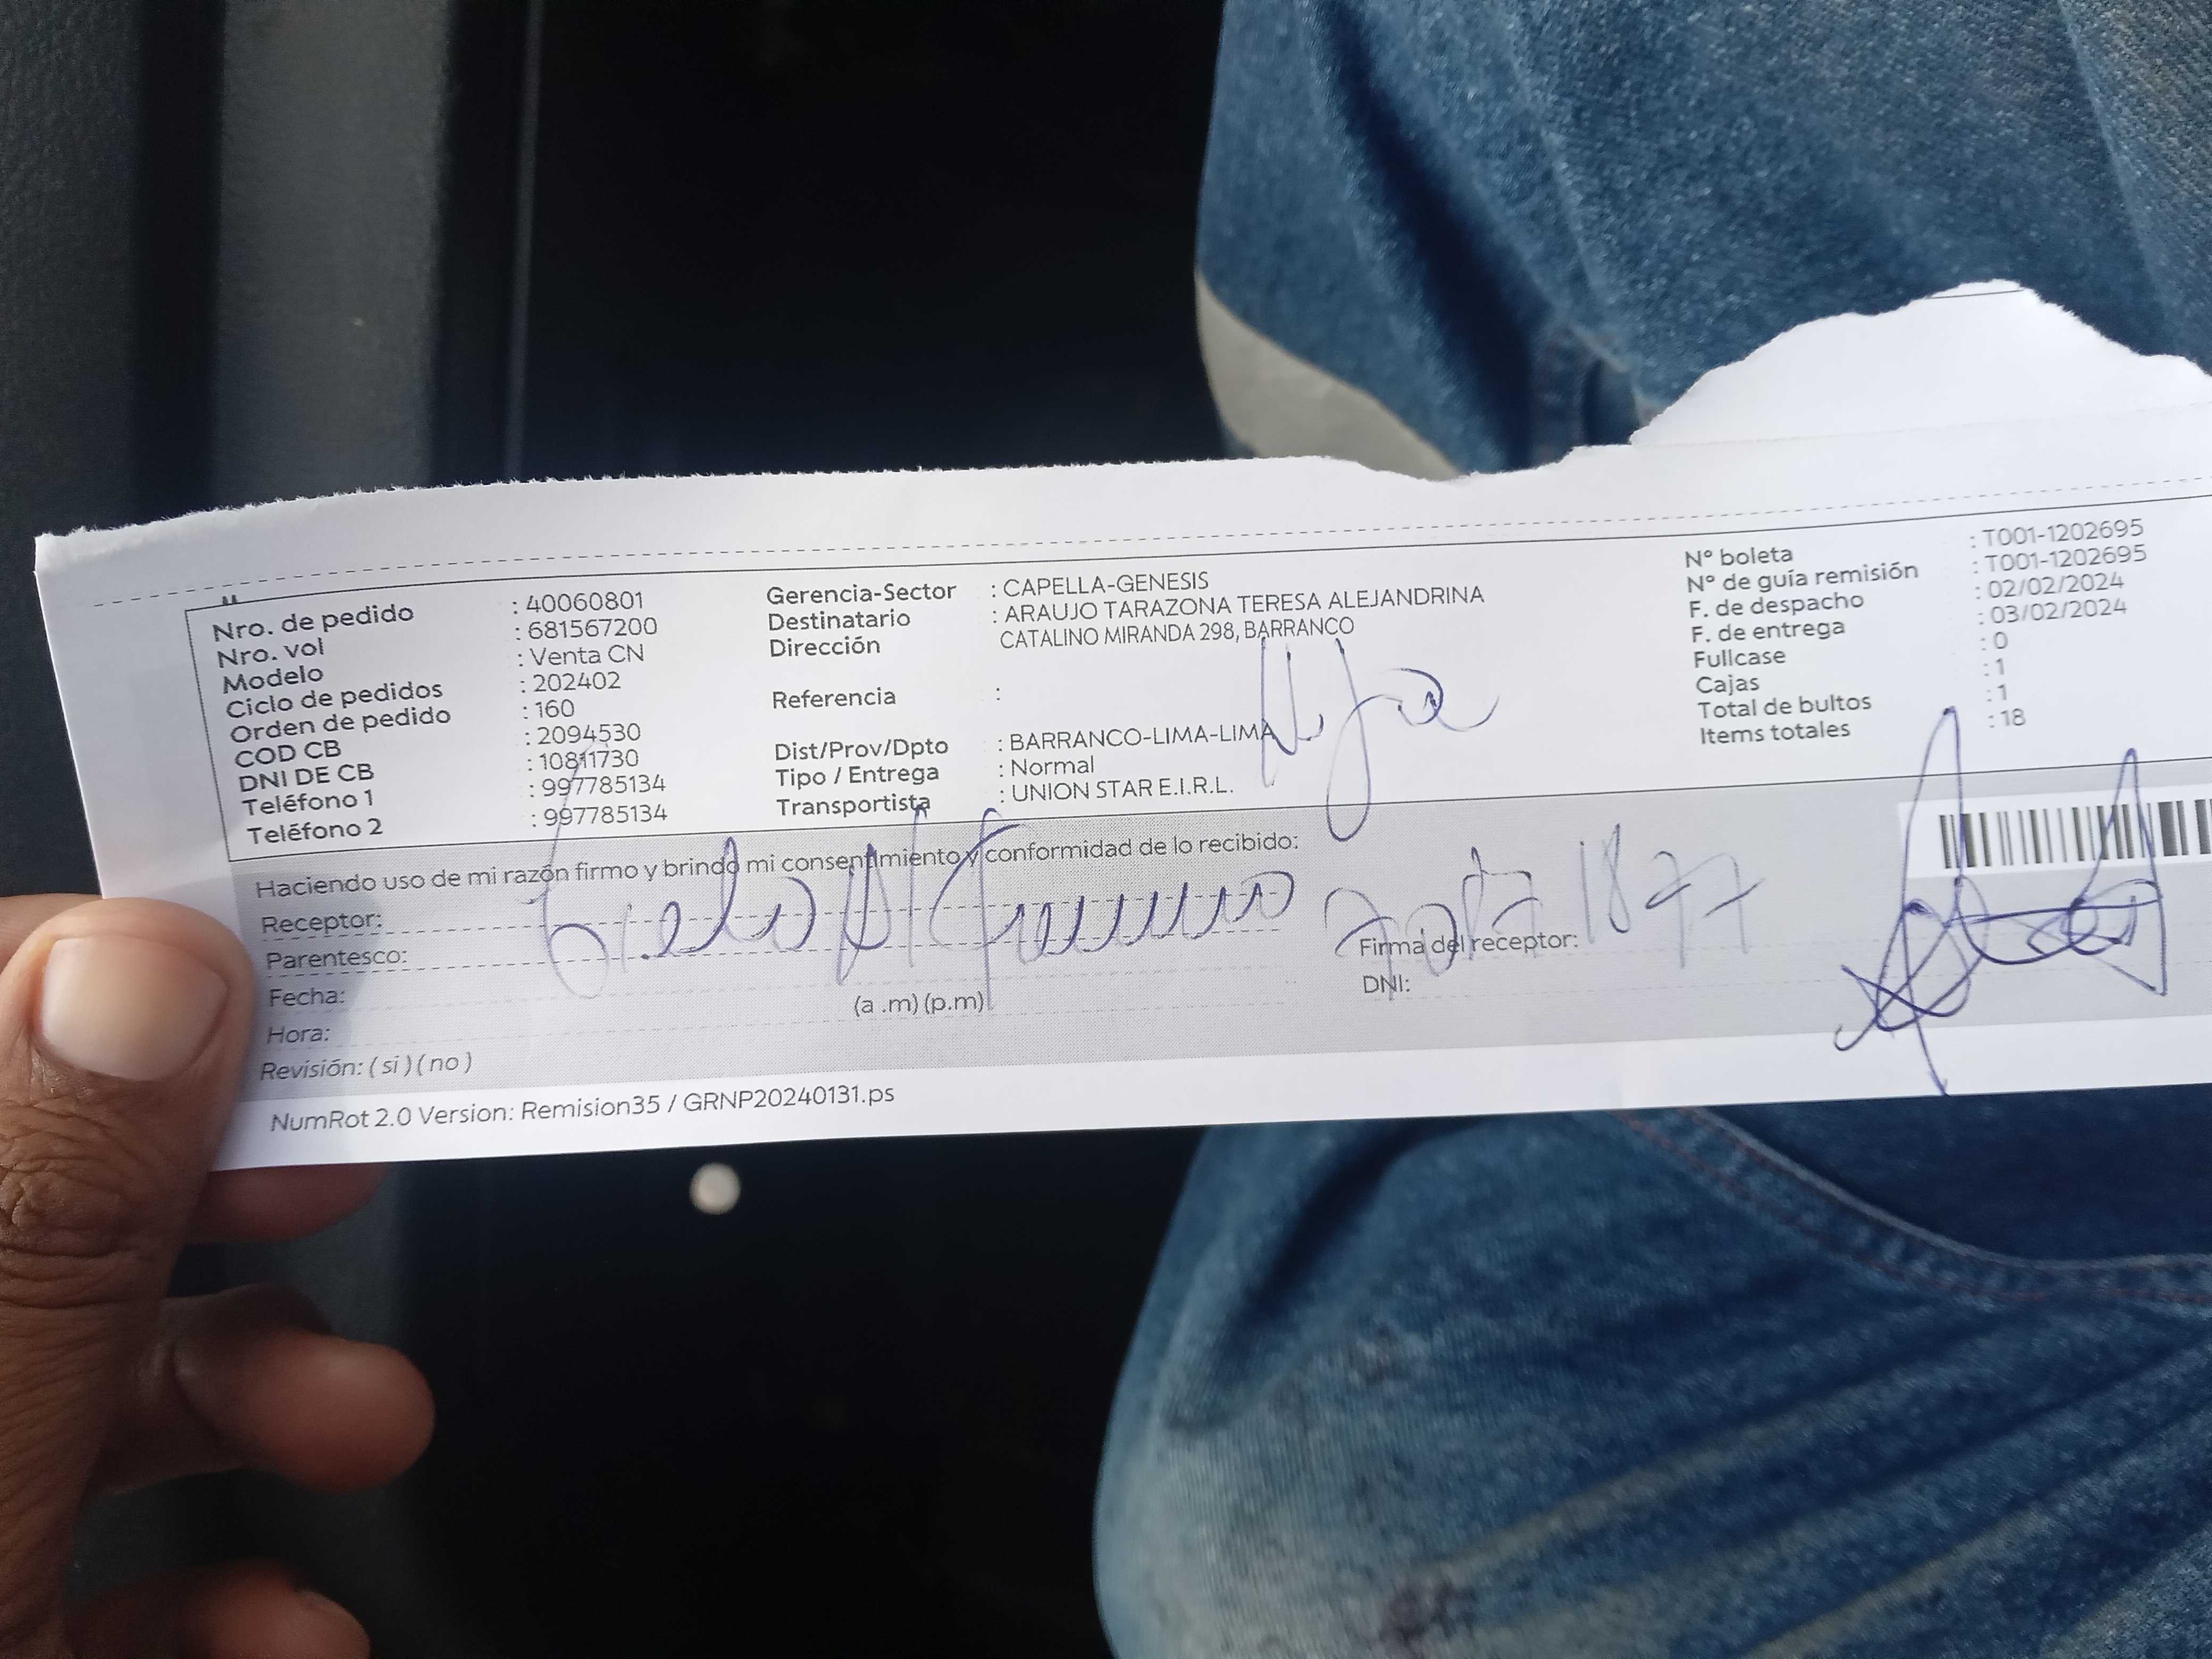 Nro. de pedido : 40060801
Nro. vol : 681567200
Modelo : Venta CN
Ciclo de pedidos : 202402
Orden de pedido : 160
COD CB : 2094530
DNI DE CB : 10811730
Teléfono 1 : 997785134
Teléfono 2 : 997785134
Gerencia-Sector : CAPELLA-GENESIS
Destinatario : ARAUJO TARAZONA TERESA ALEJANDRINA
Dirección CATALINO MIRANDA 298, BARRANCO
Referencia :
Dist/Prov/Dpto : BARRANCO-LIMA-LIMA
Tipo / Entrega : Normal
Transportista : UNION STAR E.I.R.L.
N° boleta : T001-1202695
N° de guía remisión : T001-1202695
F. de despacho : 02/02/2024
F. de entrega : 03/02/2024
Fullcase : 0
Cajas : 1
Total de bultos : 1
Items totales : 18
Hija
Haciendo uso de mi razón firmo y brindo mi consentimiento y conformidad de lo recibido:
Receptor:
Parentesco:
Fecha:
Hora: (a .m) (p.m)
Revisión: ( si ) ( no )
Firma del receptor:
DNI:
NumRot 2.0 Version: Remision35 / GRNP20240131.ps